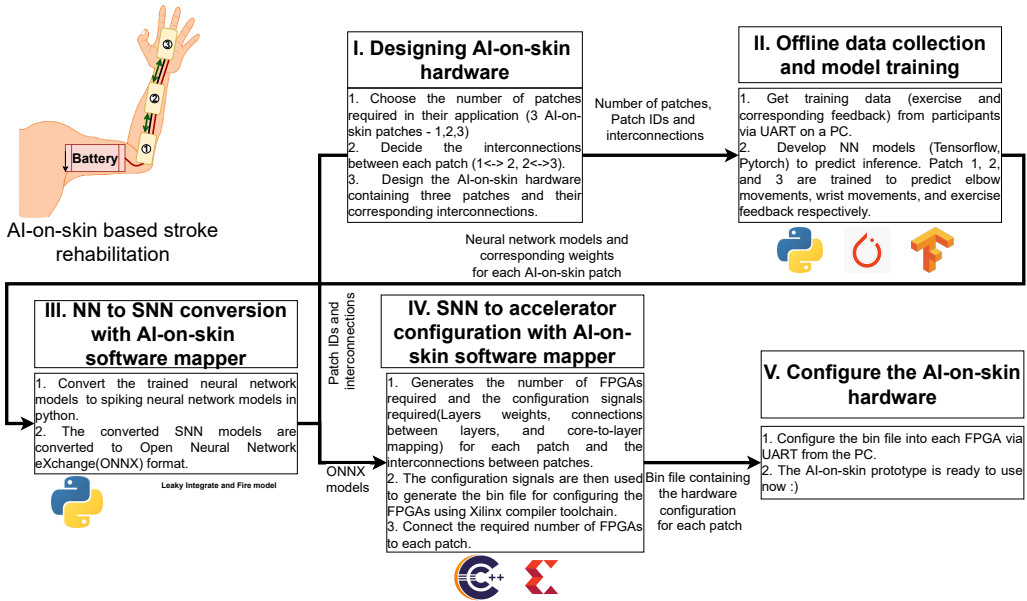 ③
②
①
Battery
AI-on-skin based stroke
rehabilitation
I. Designing AI-on-skin
hardware
1. Choose the number of patches
required in their application (3 AI-on-
skin patches - 1,2,3)
2. Decide the interconnections
between each patch (1<-> 2, 2<->3).
3. Design the AI-on-skin hardware
containing three patches and their
corresponding interconnections.
Number of patches,
Patch IDs and
interconnections
II. Offline data collection
and model training
1. Get training data (exercise and
corresponding feedback) from participants
via UART on a PC.
2. Develop NN models (Tensorflow,
Pytorch) to predict inference. Patch 1, 2,
and 3 are trained to predict elbow
movements, wrist movements, and exercise
feedback respectively.
Neural network models and
corresponding weights
for each AI-on-skin patch
III. NN to SNN conversion
with AI-on-skin
software mapper
1. Convert the trained neural network
models to spiking neural network models in
python.
2. The converted SNN models are
converted to Open Neural Network
eXchange(ONNX) format.
Leaky Integrate and Fire model
Patch IDs and
interconnections
ONNX
models
IV. SNN to accelerator
configuration with AI-on-
skin software mapper
1. Generates the number of FPGAs
required and the configuration signals
required(Layers weights, connections
between layers, and core-to-layer
mapping) for each patch and the
interconnections between patches.
2. The configuration signals are then used
to generate the bin file for configuring the
FPGAs using Xilinx compiler toolchain.
3. Connect the required number of FPGAs
to each patch.
C++
Bin file containing
the hardware
configuration
for each patch
V. Configure the AI-on-skin
hardware
1. Configure the bin file into each FPGA via
UART from the PC.
2. The AI-on-skin prototype is ready to use
now :)